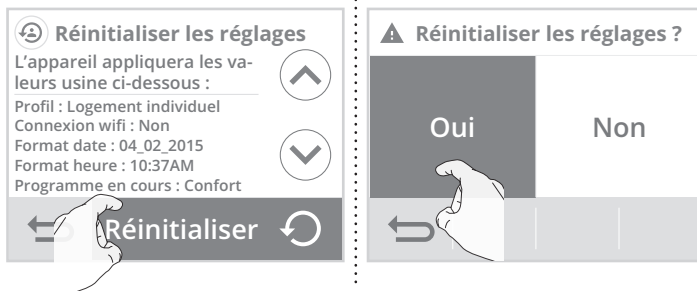 Réinitialiser les réglages
L'appareil appliquera les va-
leurs usine ci-dessous :
Profil : Logement individuel
Connexion wifi : Non
Format date : 04_02_2015
Format heure : 10:37AM
Programme en cours : Confort
Réinitialiser
Réinitialiser les réglages ?
Oui
Non